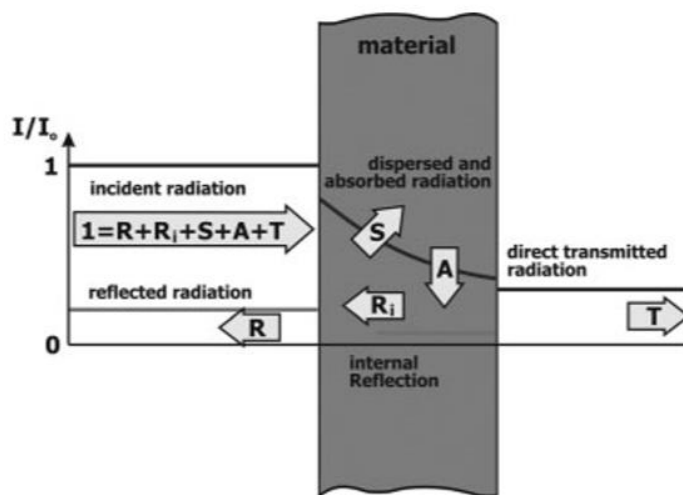 material
I/I₀
1
incident radiation
dispersed and
absorbed radiation
1=R+Rᵢ+S+A+T
S
A
direct transmitted
radiation
reflected radiation
Rᵢ
R
T
0
internal
Reflection